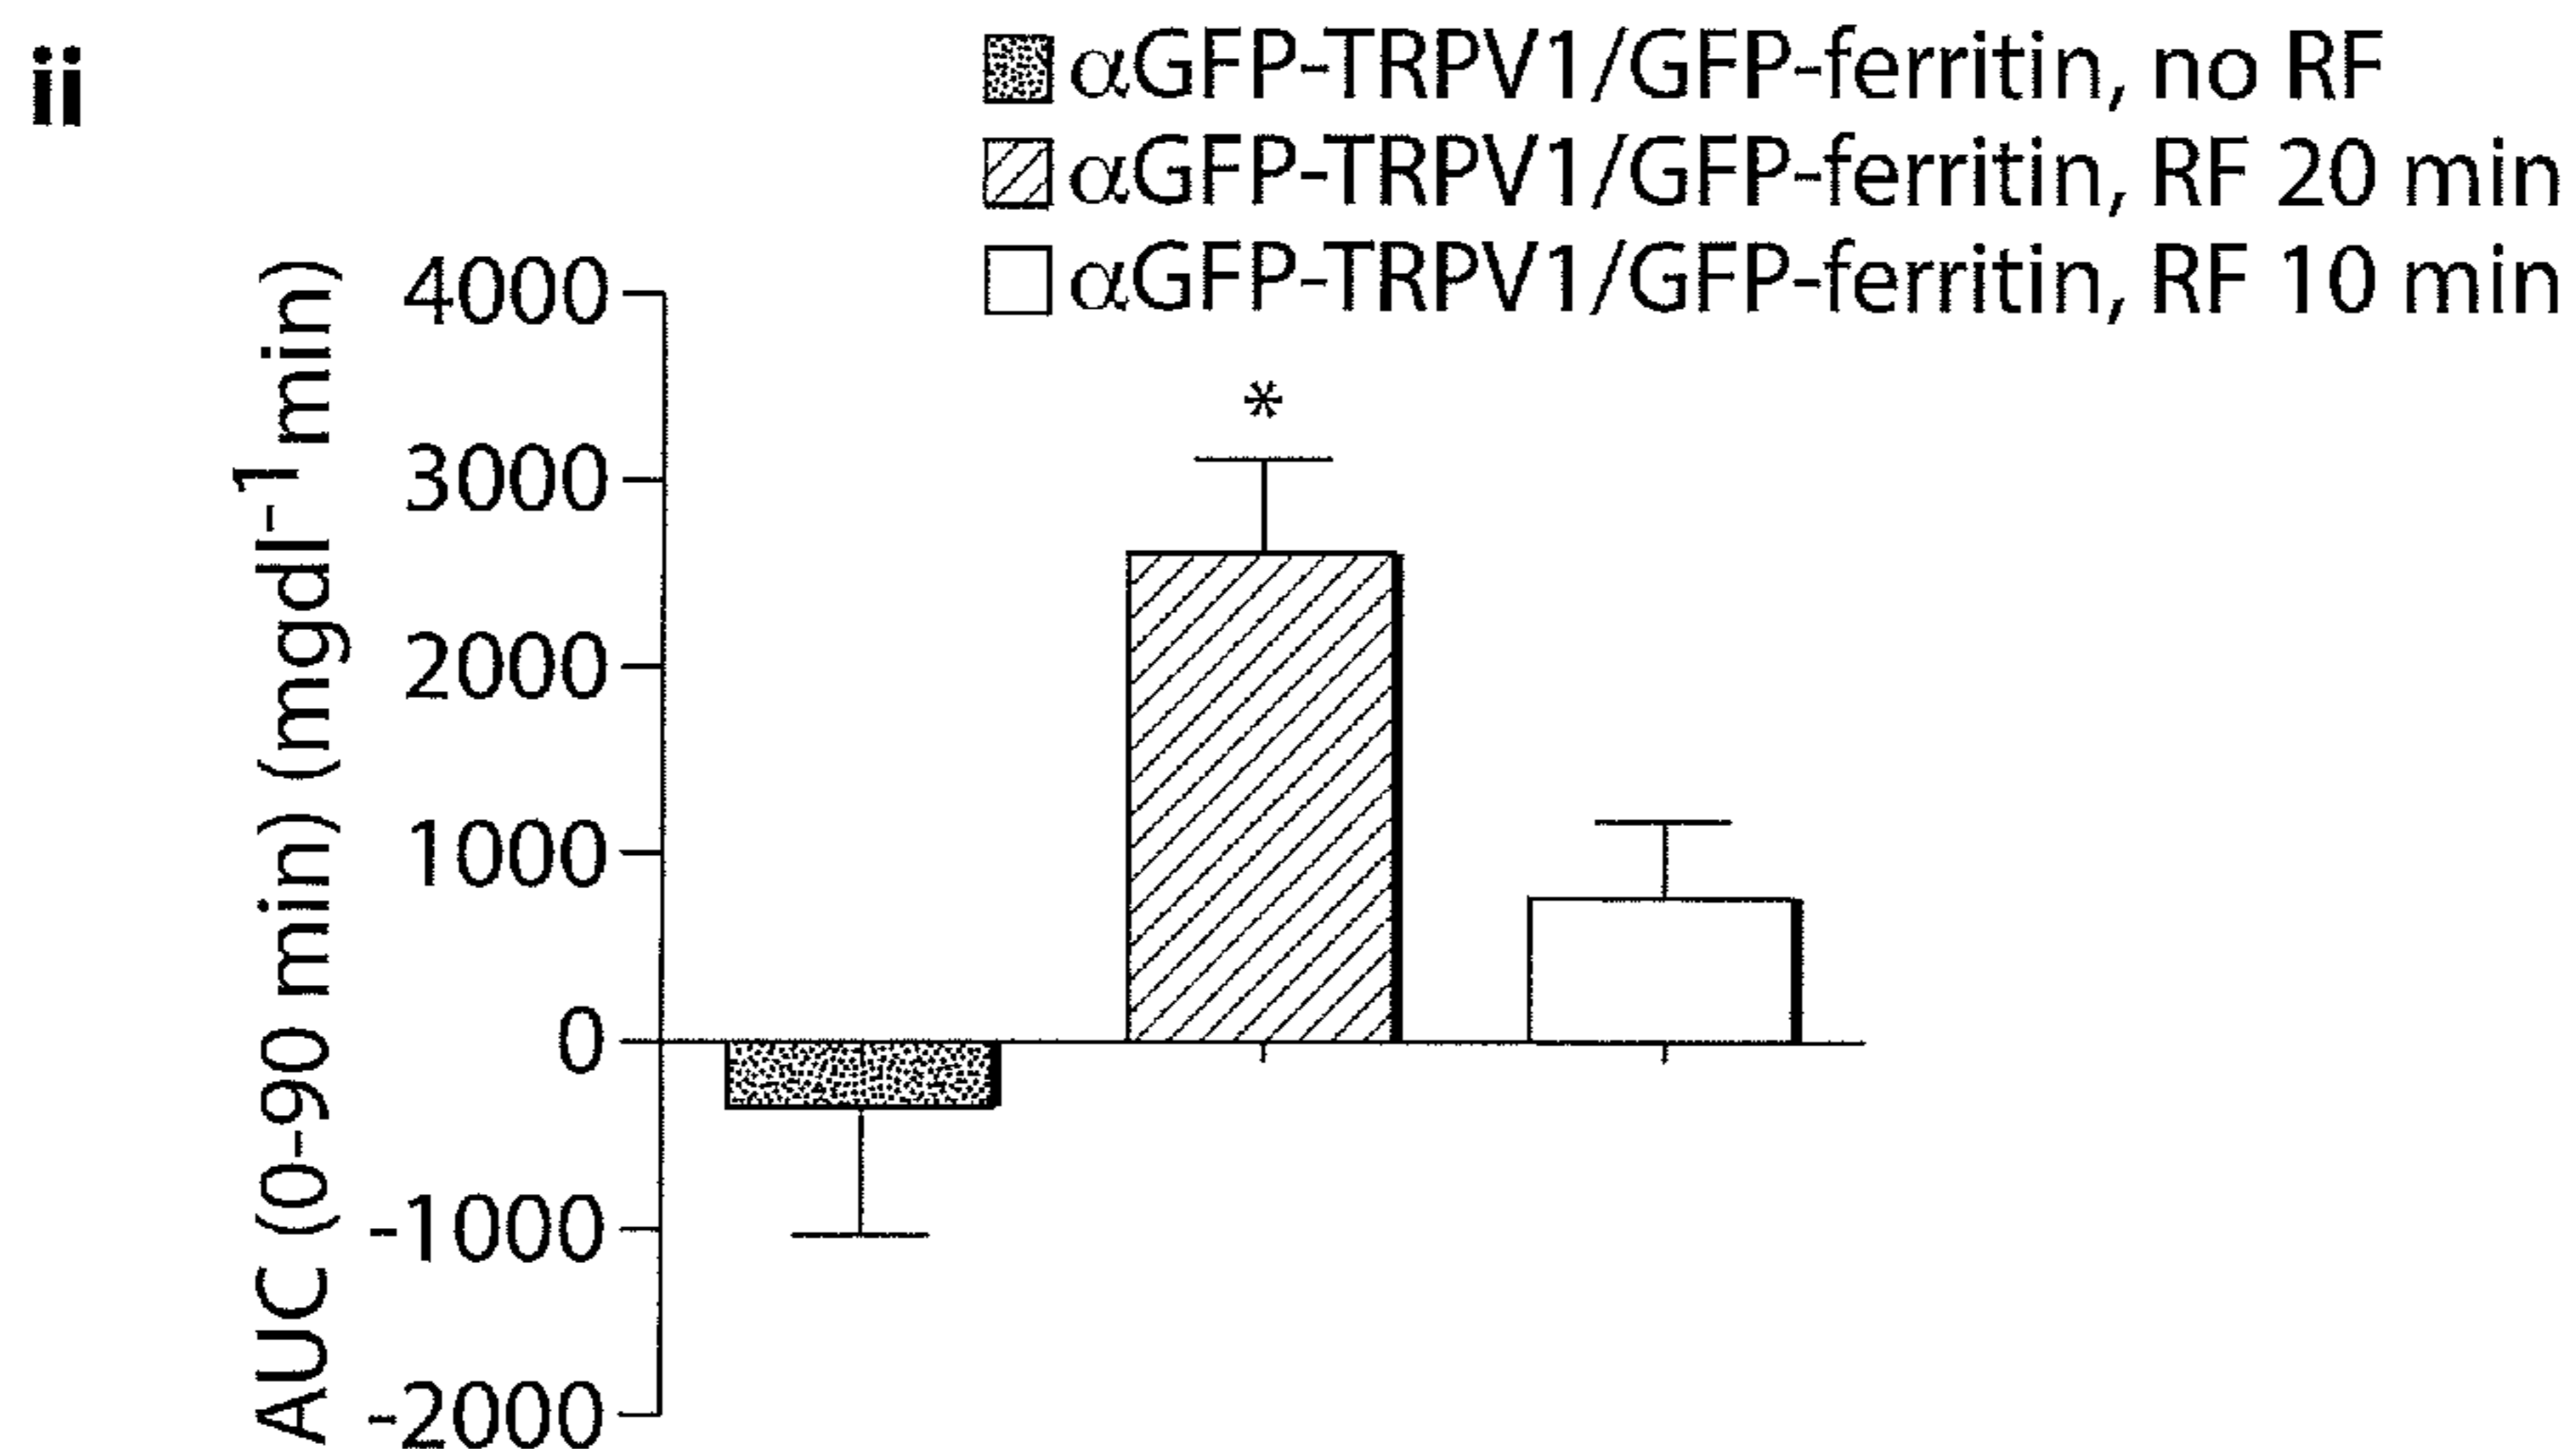 ii
αGFP-TRPV1/GFP-ferritin, no RF
αGFP-TRPV1/GFP-ferritin, RF 20 min
αGFP-TRPV1/GFP-ferritin, RF 10 min
AUC (0-90 min) (mgdl⁻¹min)
4000
3000
2000
1000
0
-1000
-2000
*